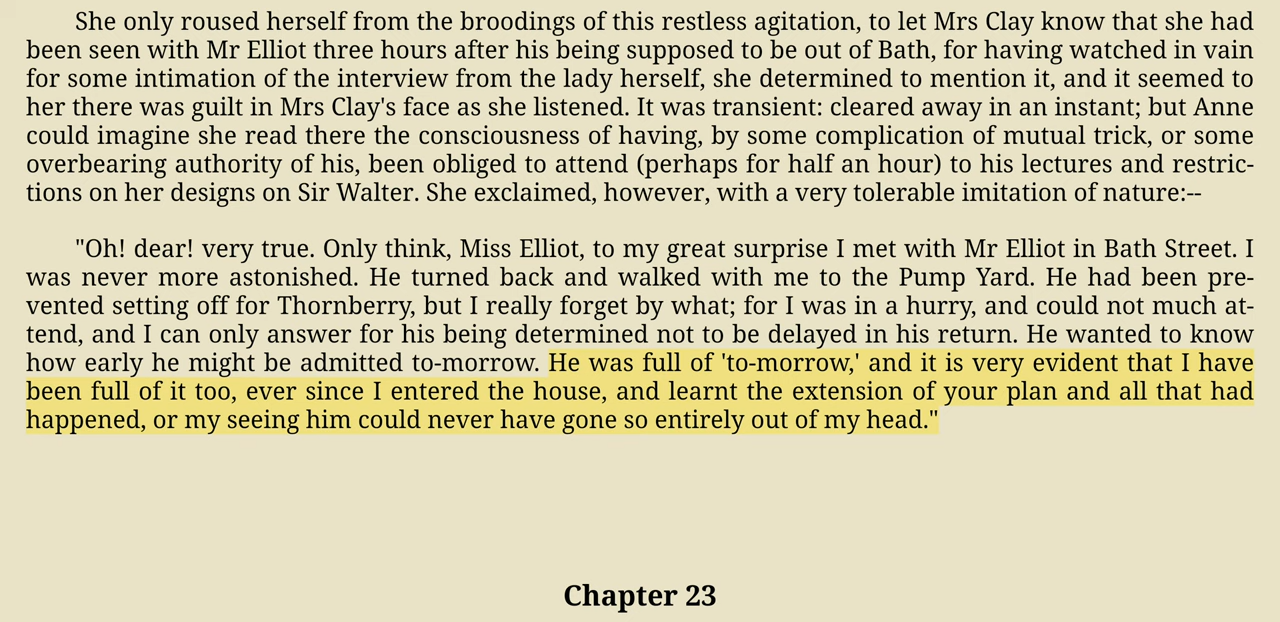 She only roused herself from the broodings of this restless agitation, to let Mrs Clay know that she had
been seen with Mr Elliot three hours after his being supposed to be out of Bath, for having watched in vain
for some intimation of the interview from the lady herself, she determined to mention it, and it seemed to
her there was guilt in Mrs Clay's face as she listened. It was transient: cleared away in an instant; but Anne
could imagine she read there the consciousness of having, by some complication of mutual trick, or some
overbearing authority of his, been obliged to attend (perhaps for half an hour) to his lectures and restric-
tions on her designs on Sir Walter. She exclaimed, however, with a very tolerable imitation of nature:--
"Oh! dear! very true. Only think, Miss Elliot, to my great surprise I met with Mr Elliot in Bath Street. I
was never more astonished. He turned back and walked with me to the Pump Yard. He had been pre-
vented setting off for Thornberry, but I really forget by what; for I was in a hurry, and could not much at-
tend, and I can only answer for his being determined not to be delayed in his return. He wanted to know
how early he might be admitted to-morrow. He was full of 'to-morrow,' and it is very evident that I have
been full of it too, ever since I entered the house, and learnt the extension of your plan and all that had
happened, or my seeing him could never have gone so entirely out of my head."
Chapter 23